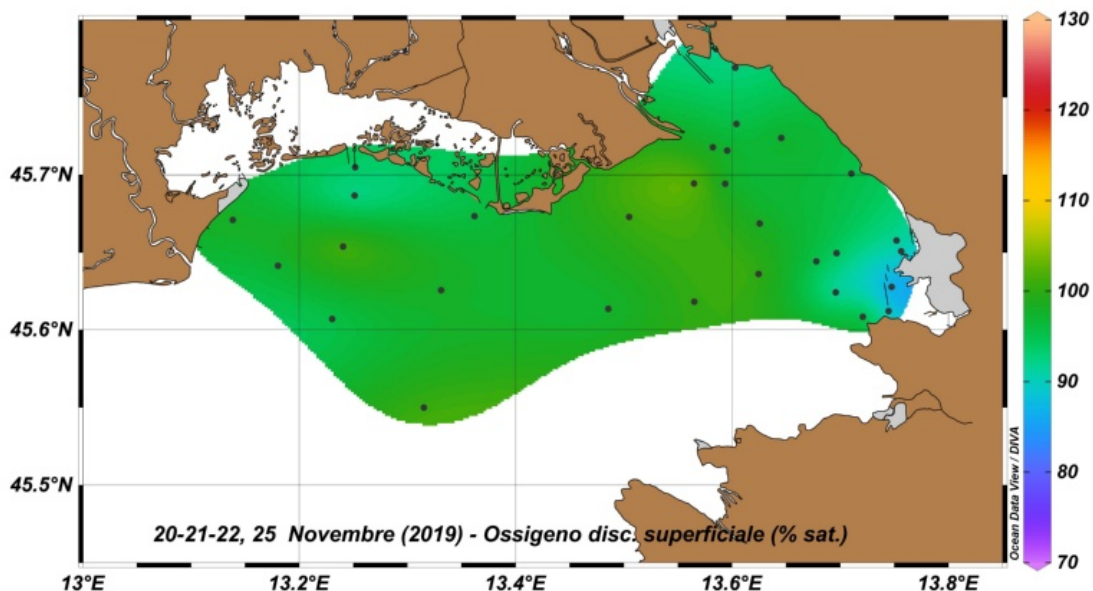 130
120
110
100
90
80
70
45.7°N
45.6°N
45.5°N
20-21-22, 25 Novembre (2019) - Ossigeno disc. superficiale (% sat.)
Ocean Data View / DIVA
13°E
13.2°E
13.4°E
13.6°E
13.8°E